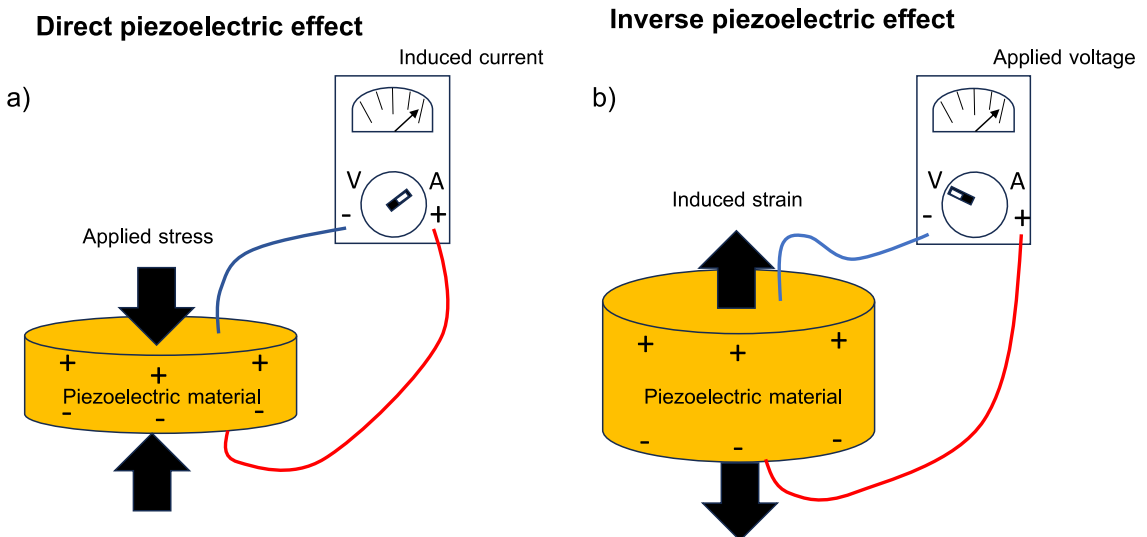 Direct piezoelectric effect
Induced current
a)
V A
- +
Applied stress
+ + +
Piezoelectric material
- - -
Inverse piezoelectric effect
Applied voltage
b)
V A
- +
Induced strain
+ + +
Piezoelectric material
- - -